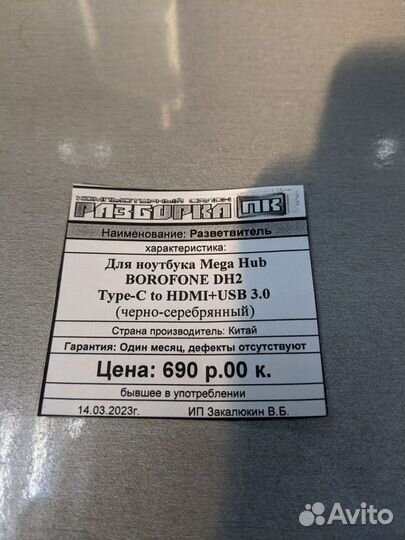 КОМПЬЮТЕРНЫЙ САЛОН
РАЗБОРКА ПК
Наименование: Разветвитель
характеристика:
Для ноутбука Mega Hub
BOROFONE DH2
Type-C to HDMI+USB 3.0
(черно-серебрянный)
Страна производитель: Китай
Гарантия: Один месяц, дефекты отсутствуют
Цена: 690 р.00 к.
бывшее в употреблении
14.03.2023г. ИП Закалюкин В.Б.
Avito